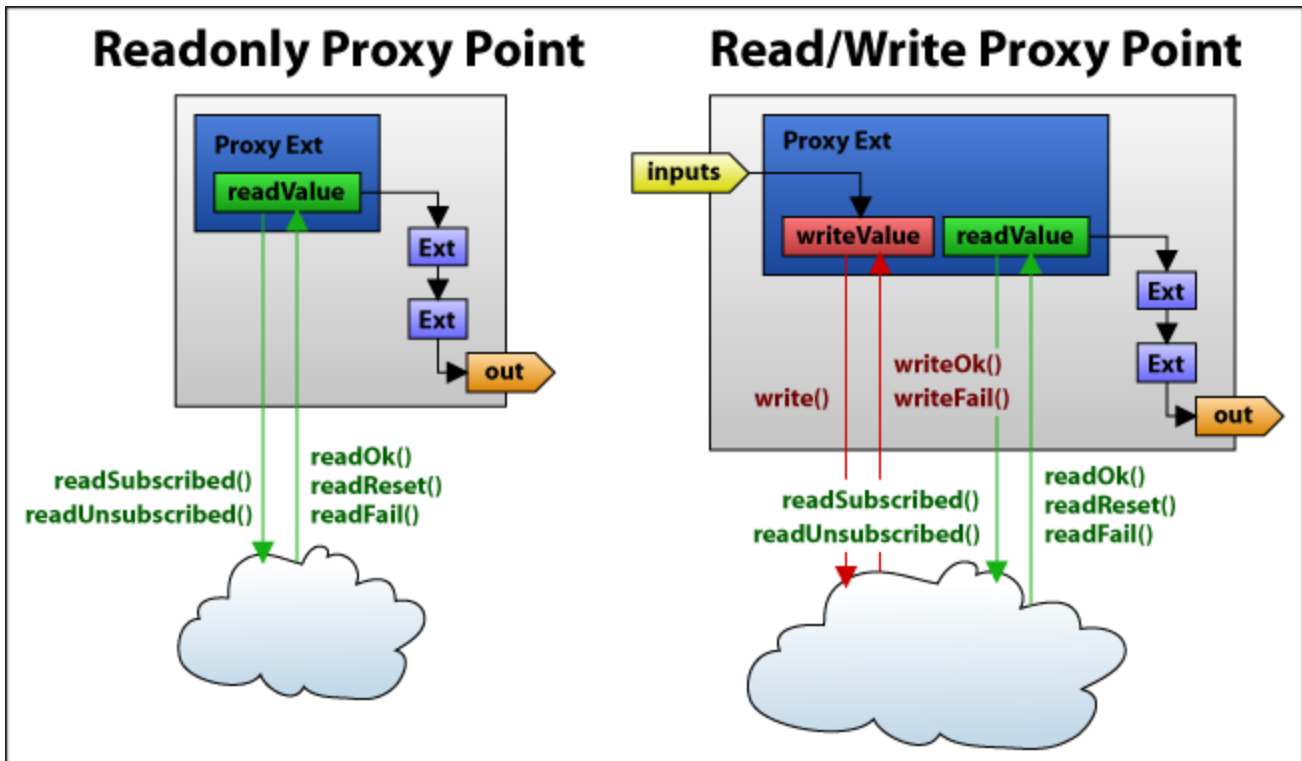 Readonly Proxy Point
Proxy Ext
readValue
Ext
Ext
out
readSubscribed()
readUnsubscribed()
readOk()
readReset()
readFail()
Read/Write Proxy Point
inputs
Proxy Ext
writeValue
readValue
Ext
Ext
out
write()
writeOk()
writeFail()
readSubscribed()
readUnsubscribed()
readOk()
readReset()
readFail()